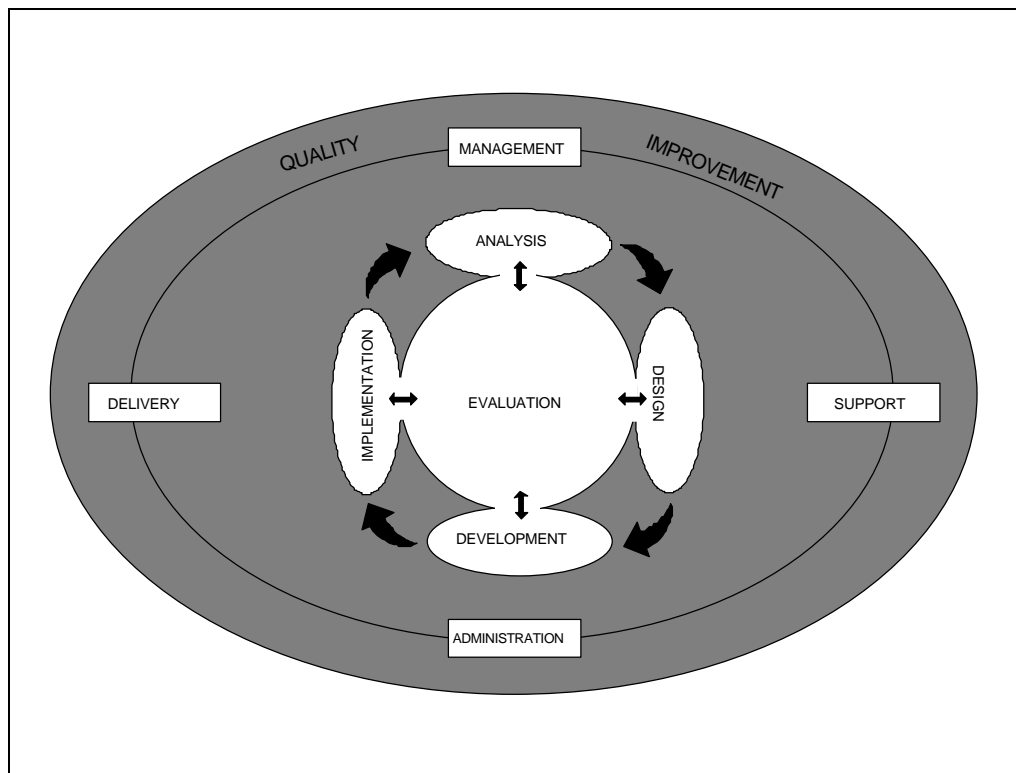 QUALITY
IMPROVEMENT
MANAGEMENT
ANALYSIS
IMPLEMENTATION
DESIGN
DELIVERY
EVALUATION
SUPPORT
DEVELOPMENT
ADMINISTRATION